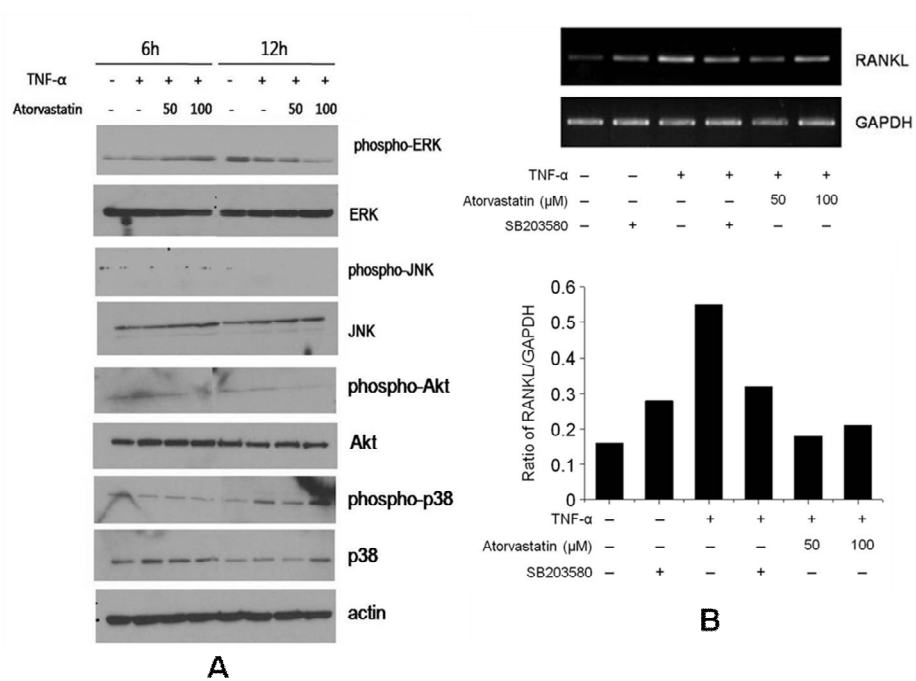 6h 12h
TNF-α - + + + - + + +
Atorvastatin - - 50 100 - - 50 100
phospho-ERK
ERK
phospho-JNK
JNK
phospho-Akt
Akt
phospho-p38
p38
actin
A
RANKL
GAPDH
TNF-α – – + + + +
Atorvastatin (μM) – – – – 50 100
SB203580 – + – + – –
Ratio of RANKL/GAPDH
0.6
0.5
0.4
0.3
0.2
0.1
0
TNF-α – – + + + +
Atorvastatin (μM) – – – – 50 100
SB203580 – + – + – –
B